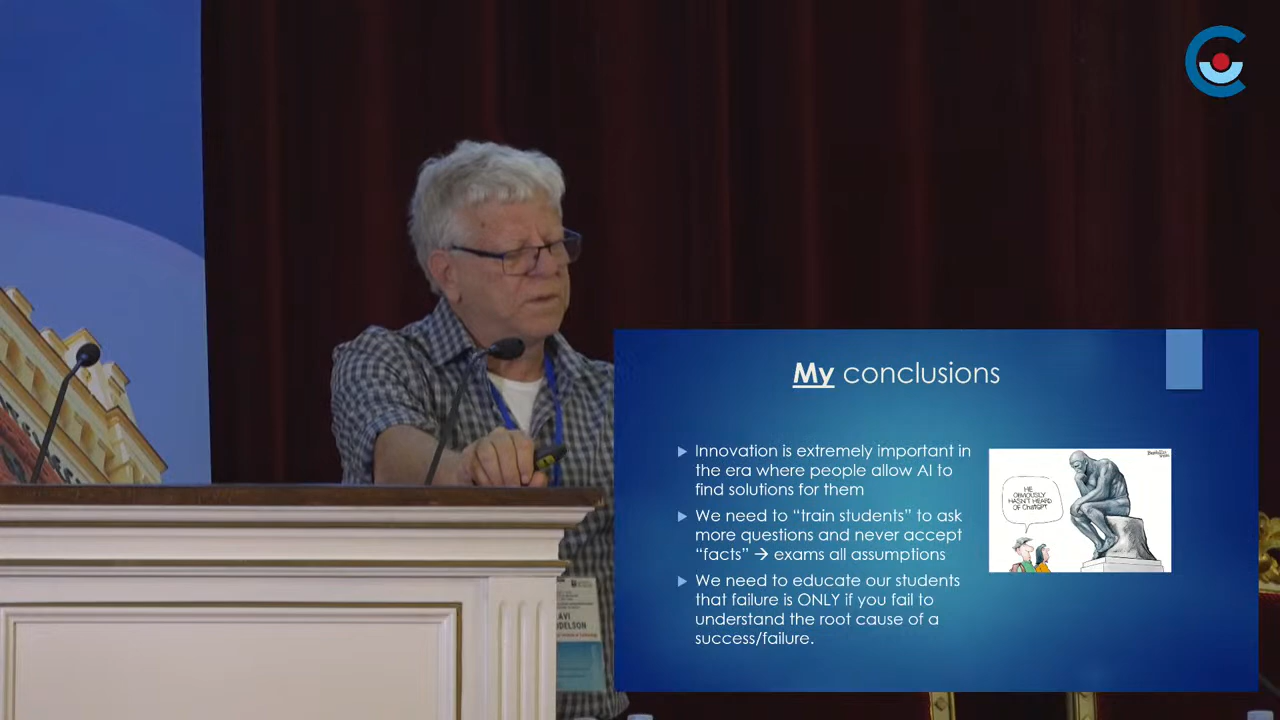 My conclusions
Innovation is extremely important in
the era where people allow AI to
find solutions for them
We need to “train students” to ask
more questions and never accept
“facts” → exams all assumptions
We need to educate our students
that failure is ONLY if you fail to
understand the root cause of a
success/failure.
HE
OBVIOUSLY
HASN'T HEARD
OF ChatGPT
AVI